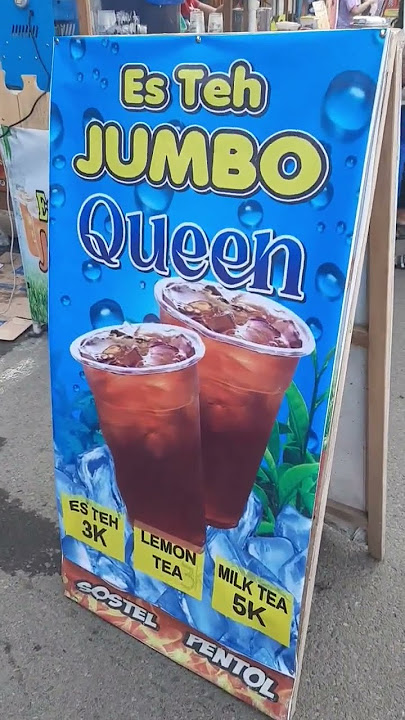 Es Teh
JUMBO
Queen
ES TEH
3K
LEMON
TEA
MILK TEA
5K
SOSTEL
PENTOL